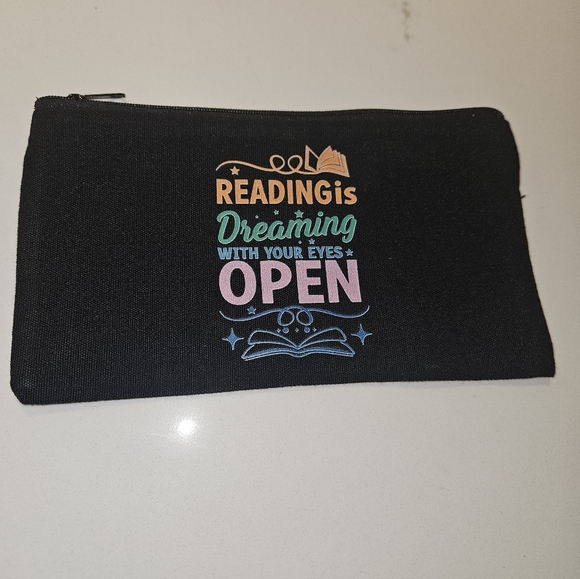 READING is
Dreaming
WITH YOUR EYES
OPEN